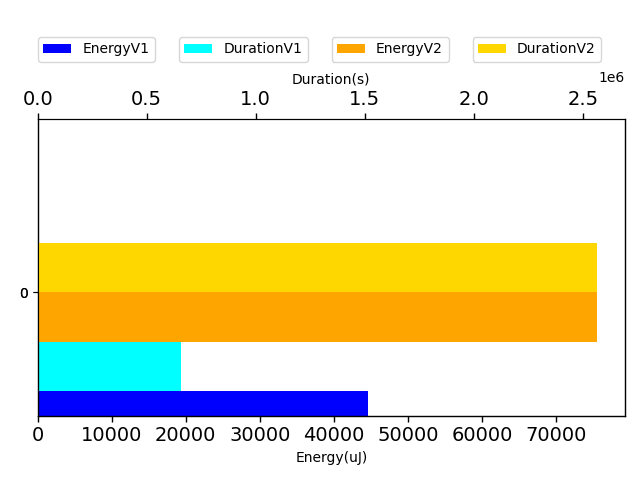 EnergyV1 DurationV1 EnergyV2 DurationV2
Duration(s) 1e6
0.0 0.5 1.0 1.5 2.0 2.5
0
0 10000 20000 30000 40000 50000 60000 70000
Energy(uJ)